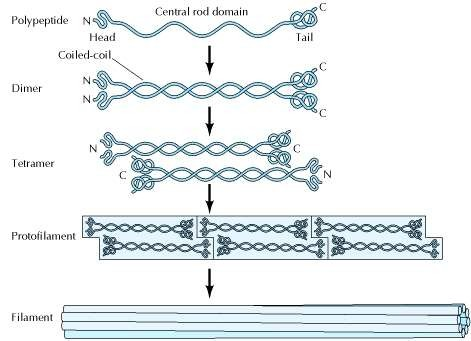 Polypeptide
N
Central rod domain
C
Head
Tail
Coiled-coil
Dimer
N
N
C
C
Tetramer
N
C
C
N
Protofilament
Filament